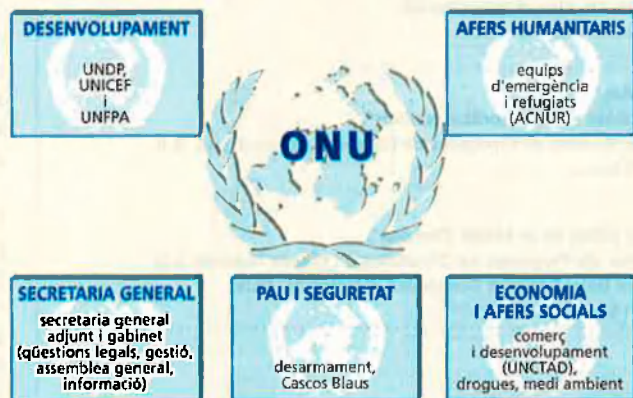 DESENVOLUPAMENT
UNDP,
UNICEF
i
UNFPA
AFERS HUMANITARIS
equips
d'emergència
i refugiats
(ACNUR)
ONU
SECRETARIA GENERAL
secretaria general
adjunt i gabinet
(qüestions legals, gestió,
assemblea general,
informació)
PAU I SEGURETAT
desarmament,
Cascos Blaus
ECONOMIA
I AFERS SOCIALS
comerç
i desenvolupament
(UNCTAD),
drogues, medi ambient